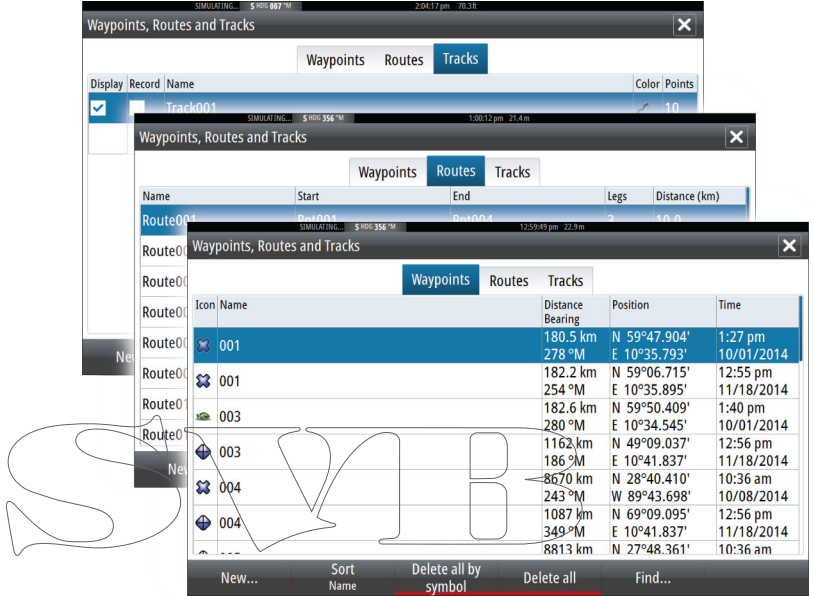 SIMULATING... S HDG 007 °M 2:04:17 pm 70.3 ft
Waypoints, Routes and Tracks
Waypoints Routes Tracks
Display Record Name Color Points
Track001 10
SIMULATING... S HDG 356 °M 1:00:12 pm 21.4 m
Waypoints, Routes and Tracks
Waypoints Routes Tracks
Name Start End Legs Distance (km)
Route001 Rpt001 Rpt004 3 10.0
SIMULATING... S HDG 356 °M 12:59:49 pm 22.9 m
Waypoints, Routes and Tracks
Waypoints Routes Tracks
Icon Name Distance Position Time
Bearing
001 180.5 km N 59°47.904' 1:27 pm
278 °M E 10°35.793' 10/01/2014
001 182.2 km N 59°06.715' 12:55 pm
254 °M E 10°35.895' 11/18/2014
003 182.6 km N 59°50.409' 1:40 pm
280 °M E 10°34.545' 10/01/2014
003 1162 km N 49°09.037' 12:56 pm
186 °M E 10°41.837' 11/18/2014
004 8670 km N 28°40.410' 10:36 am
243 °M W 89°43.698' 10/08/2014
004 1087 km N 69°09.095' 12:56 pm
349 °M E 10°41.837' 11/18/2014
8813 km N 27°48.361' 10:36 am
New... Sort Delete all by Delete all Find...
Name symbol
SVB